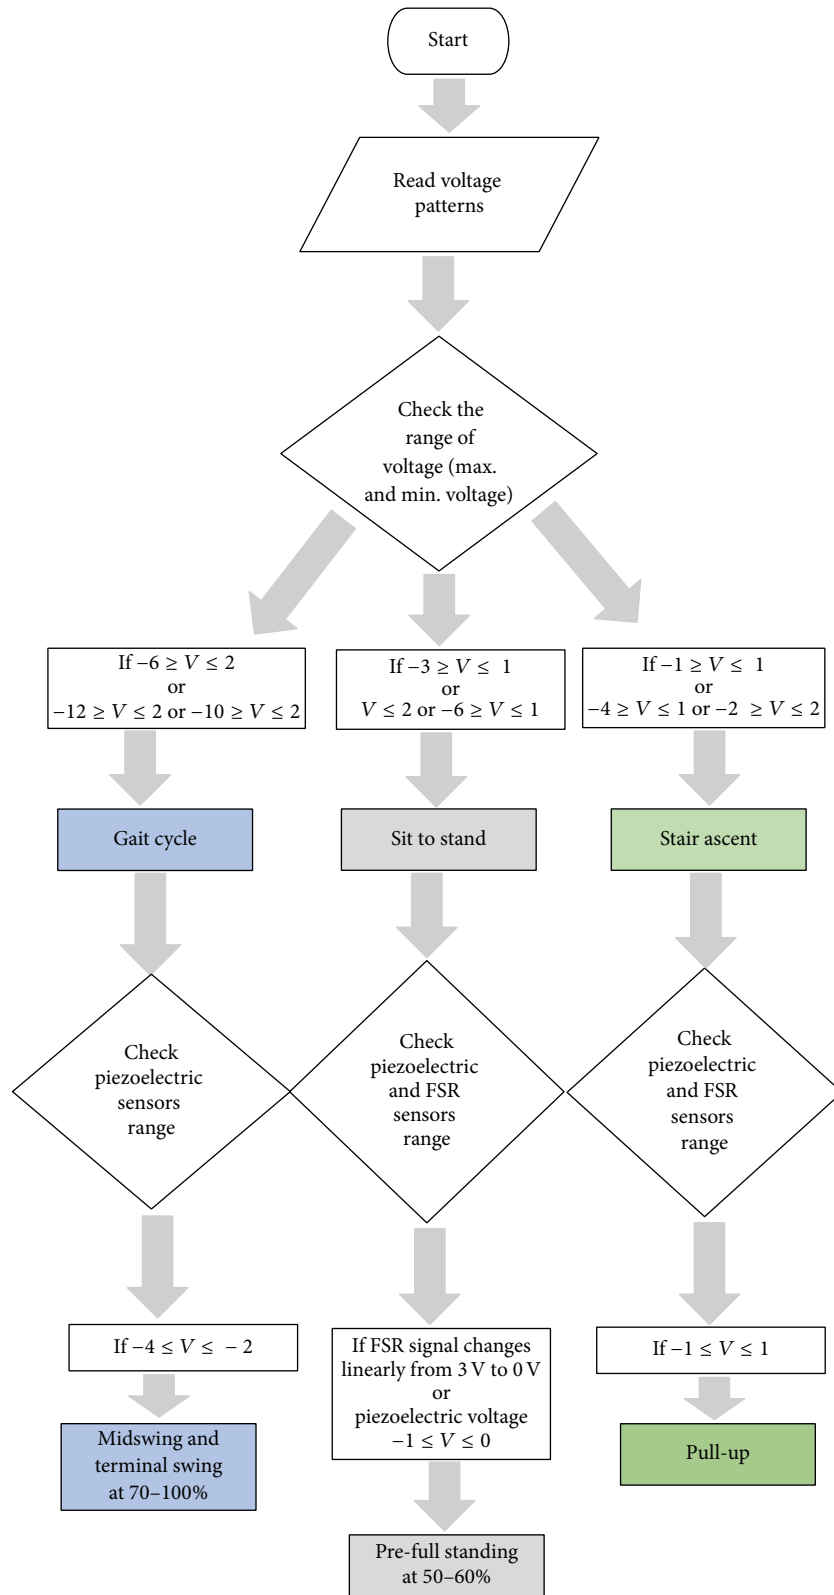 Start
Read voltage
patterns
Check the
range of
voltage (max.
and min. voltage)
If −6 ≥ V ≤ 2
or
−12 ≥ V ≤ 2 or −10 ≥ V ≤ 2
If −3 ≥ V ≤ 1
or
V ≤ 2 or −6 ≥ V ≤ 1
If −1 ≥ V ≤ 1
or
−4 ≥ V ≤ 1 or −2 ≥ V ≤ 2
Gait cycle
Sit to stand
Stair ascent
Check
piezoelectric
sensors
range
Check
piezoelectric
and FSR
sensors
range
Check
piezoelectric
and FSR
sensors
range
If −4 ≤ V ≤ − 2
If FSR signal changes
linearly from 3 V to 0 V
or
piezoelectric voltage
−1 ≤ V ≤ 0
If −1 ≤ V ≤ 1
Midswing and
terminal swing
at 70–100%
Pull-up
Pre-full standing
at 50–60%